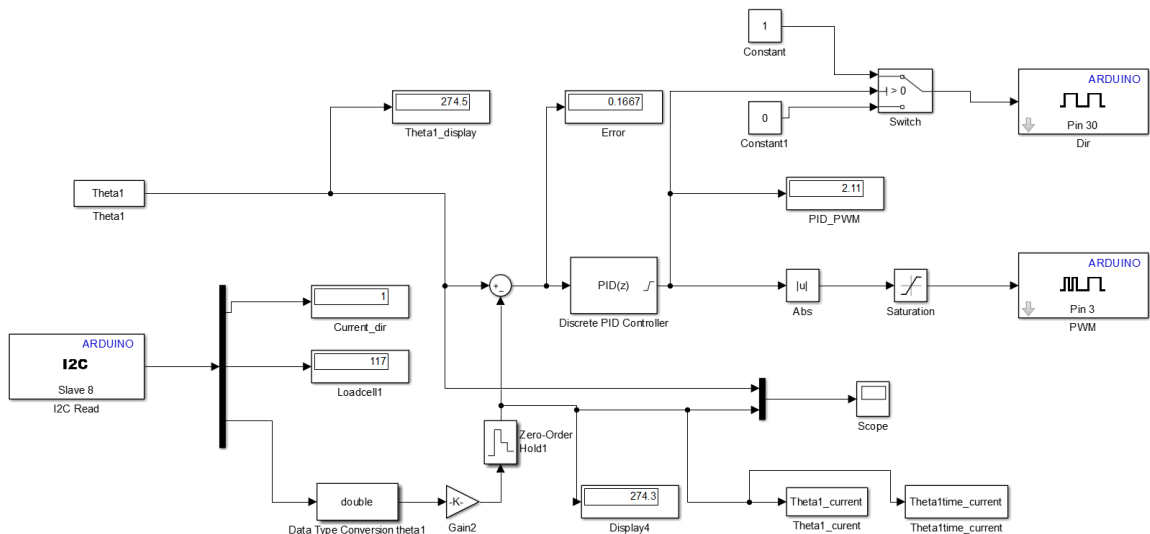 1
Constant
ARDUINO
> 0
274.5
0.1667
Theta1_display
Error
0
Switch
Pin 30
Constant1
Dir
Theta1
2.11
Theta1
PID_PWM
ARDUINO
+
_
PID(z)
|u|
1
Discrete PID Controller
Abs
Saturation
Pin 3
Current_dir
PWM
ARDUINO
I2C
117
Slave 8
Loadcell1
I2C Read
Scope
Zero-Order
Hold1
double
-K-
274.3
Theta1_current
Theta1time_current
Data Type Conversion theta1
Gain2
Display4
Theta1_curent
Theta1time_current